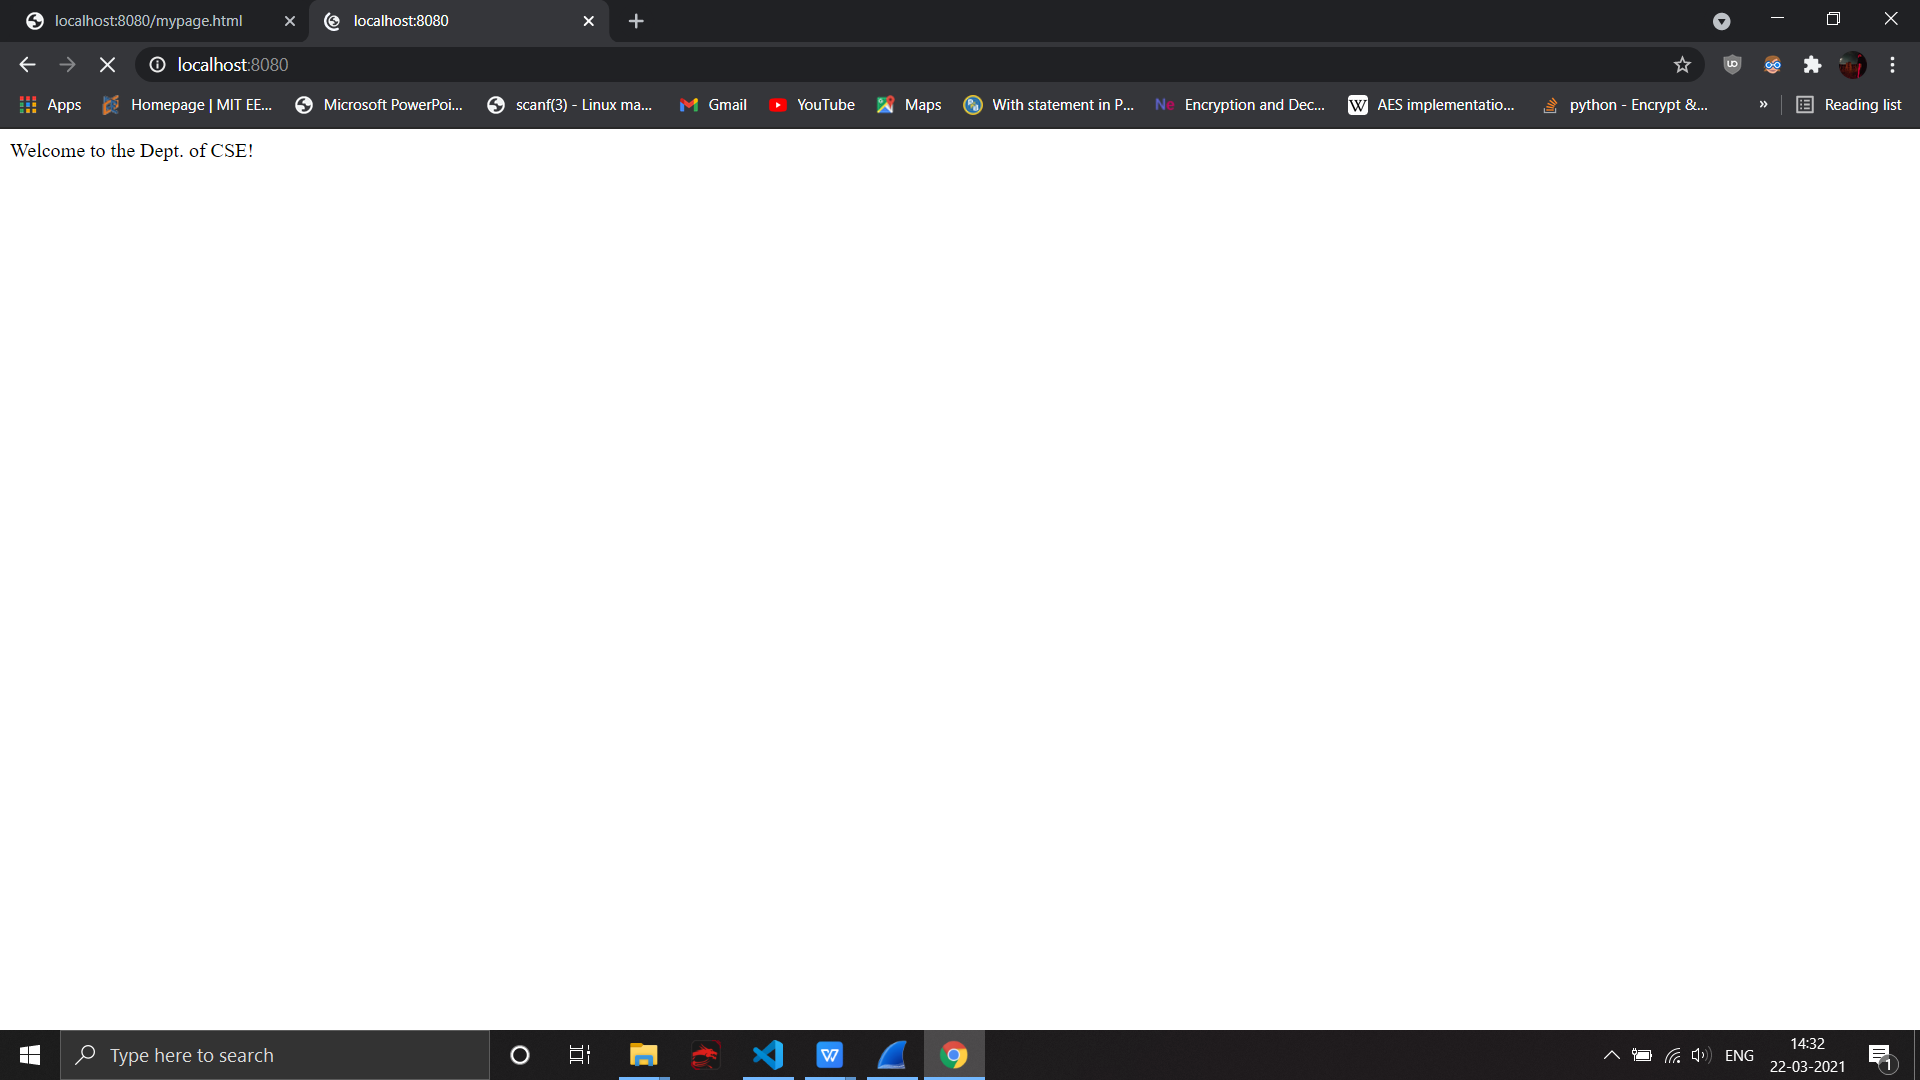 localhost:8080/mypage.html
localhost:8080
localhost:8080
Apps
Homepage | MIT EE...
Microsoft PowerPoi...
scanf(3) - Linux ma...
Gmail
YouTube
Maps
With statement in P...
Ne
Encryption and Dec...
W
AES implementatio...
python - Encrypt &...
»
Reading list
Welcome to the Dept. of CSE!
Type here to search
W
ENG
14:32
22-03-2021
1